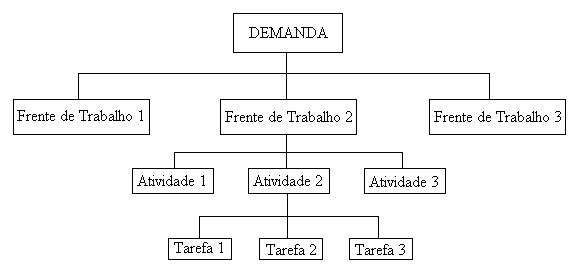 DEMANDA
Frente de Trabalho 1
Frente de Trabalho 2
Frente de Trabalho 3
Atividade 1
Atividade 2
Atividade 3
Tarefa 1
Tarefa 2
Tarefa 3